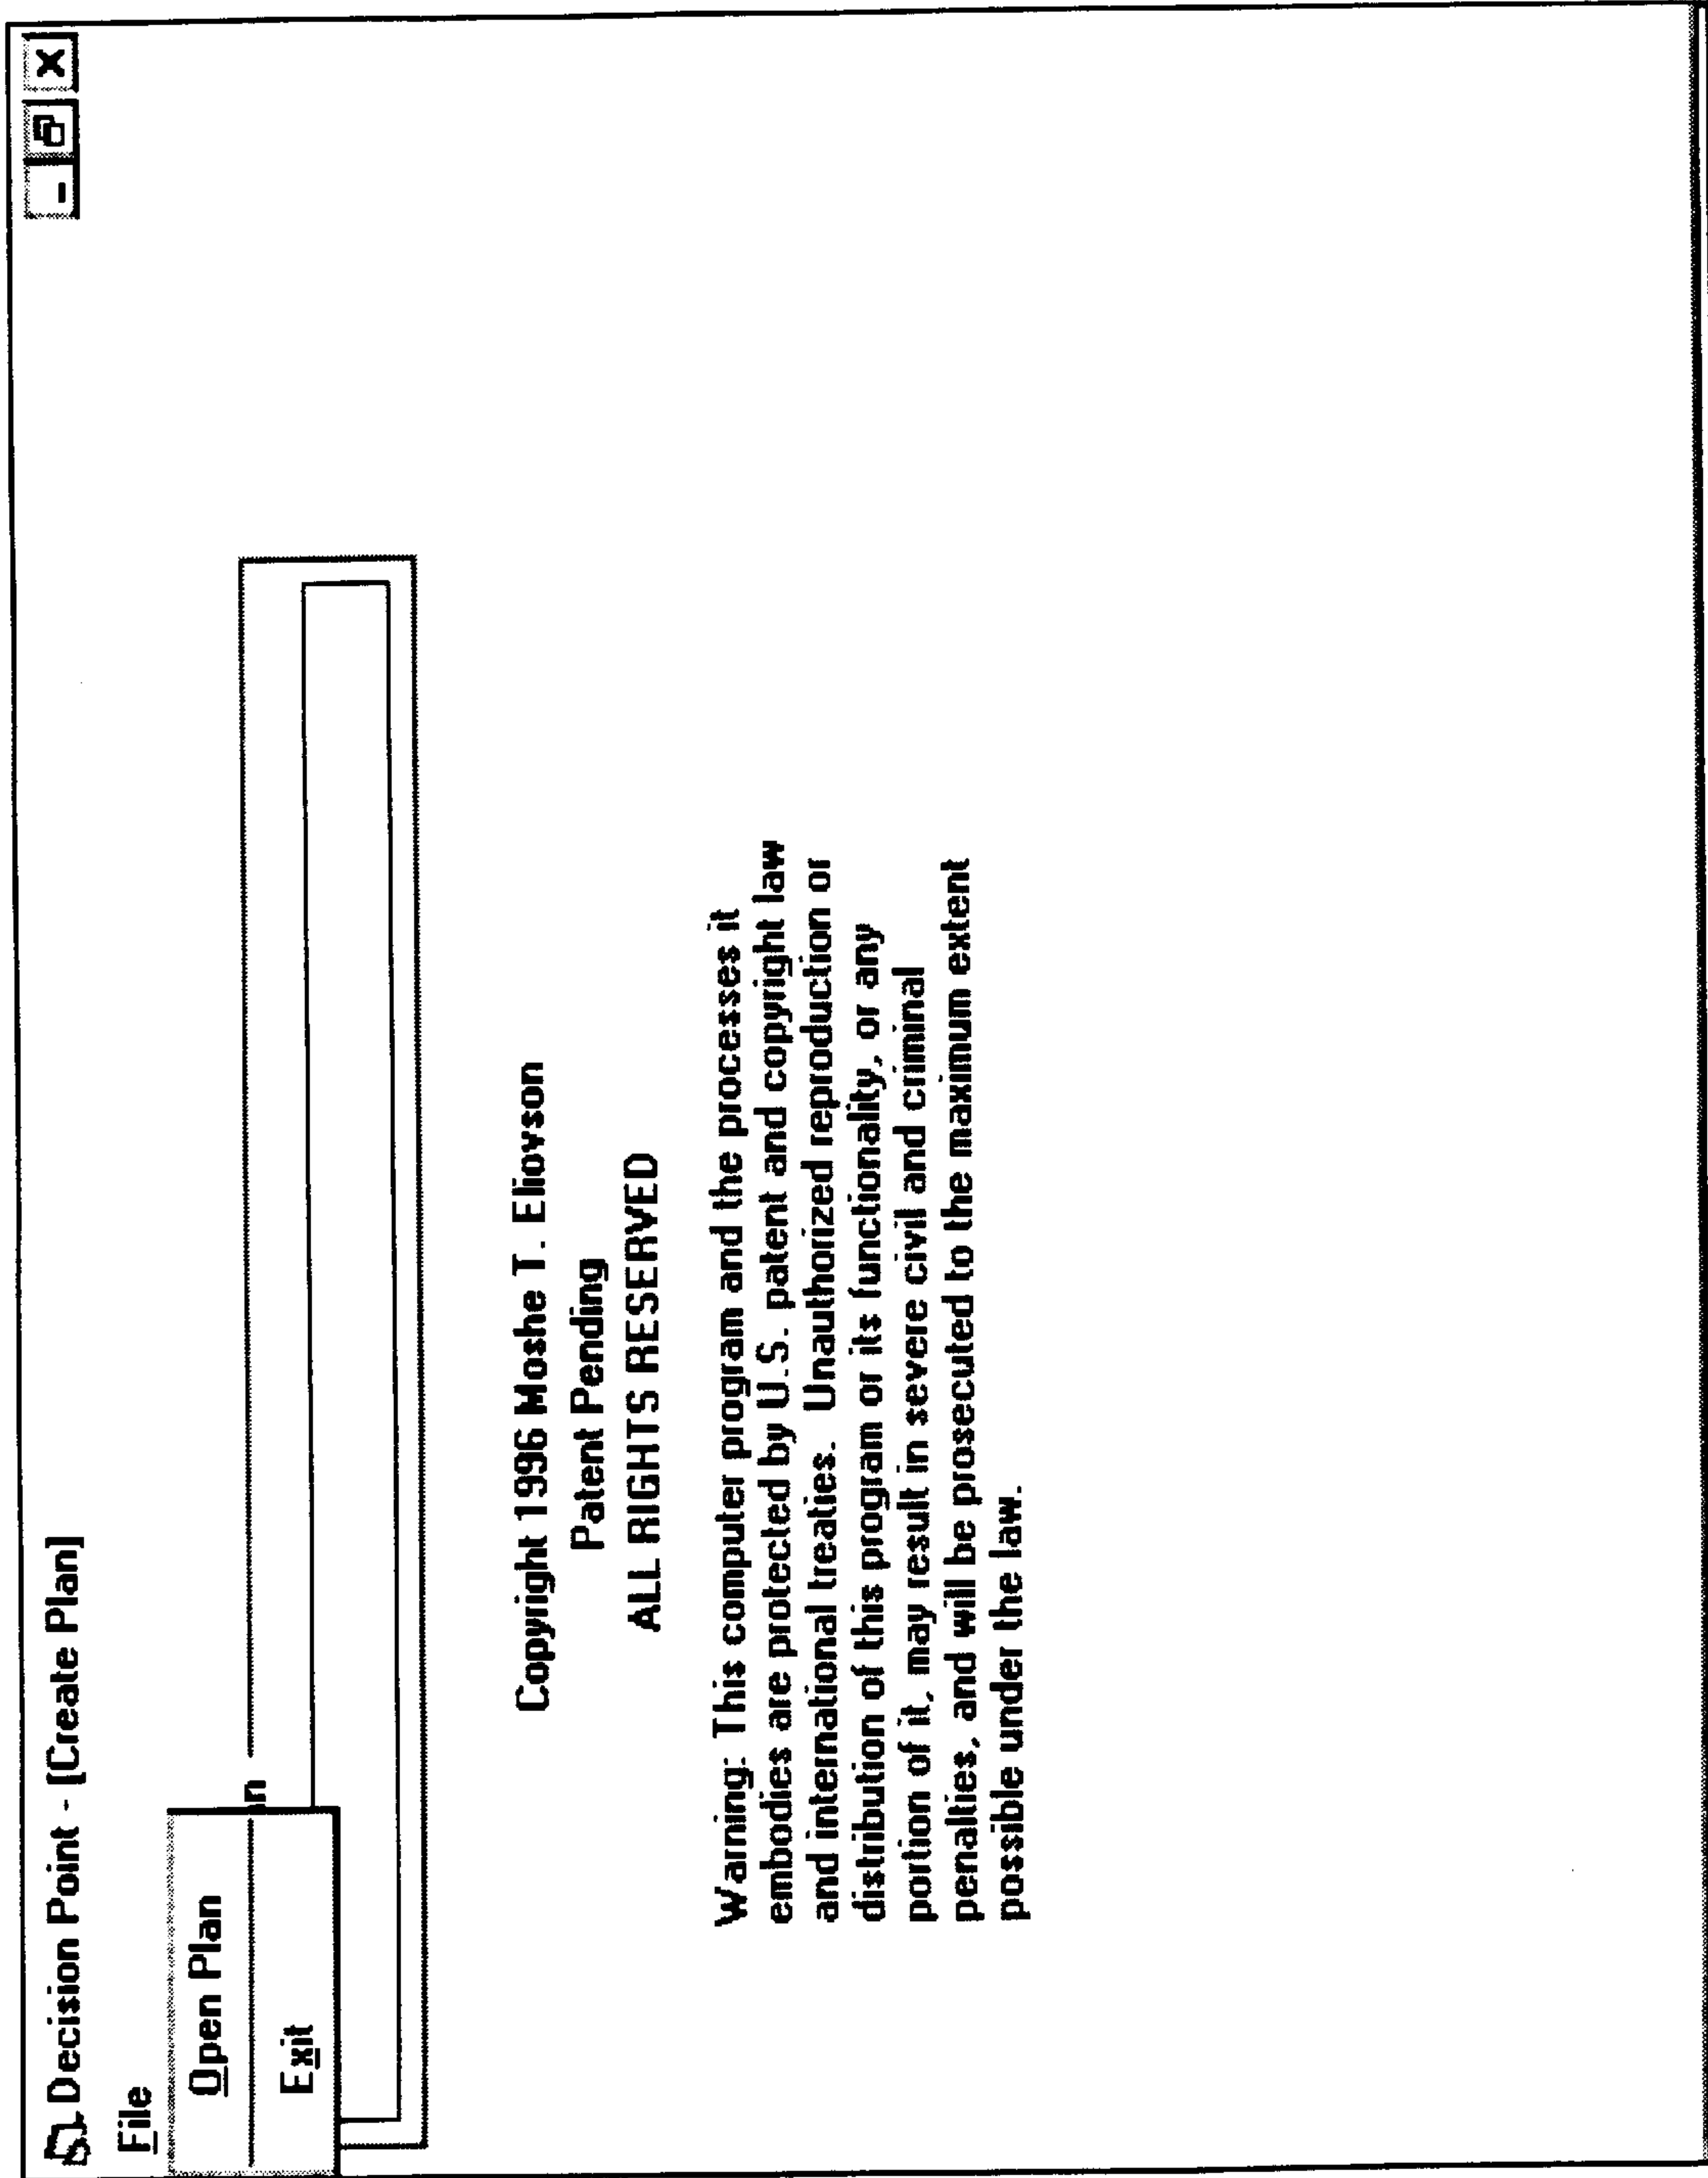 Decision Point - [Create Plan]
File
Open Plan
Exit
Copyright 1996 Moshe T. Eliovson
Patent Pending
ALL RIGHTS RESERVED
Warning: This computer program and the processes it
embodies are protected by U.S. patent and copyright law
and international treaties. Unauthorized reproduction or
distribution of this program or its functionality, or any
portion of it, may result in severe civil and criminal
penalties, and will be prosecuted to the maximum extent
possible under the law.